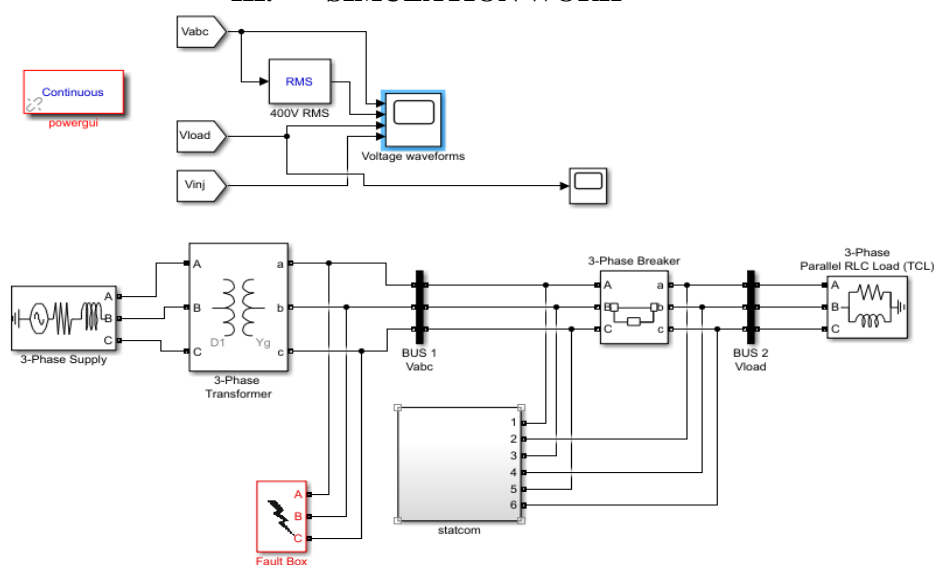 III. SIMULATION WORK
Vabc
RMS
400V RMS
Continuous
powergui
Vload
Voltage waveforms
Vinj
3-Phase Supply
A
B
C
A
B
C
D1
Yg
a
b
c
3-Phase
Transformer
BUS 1
Vabc
3-Phase Breaker
A
B
C
a
b
c
BUS 2
Vload
3-Phase
Parallel RLC Load (TCL)
A
B
C
1
2
3
4
5
6
statcom
A
B
C
Fault Box